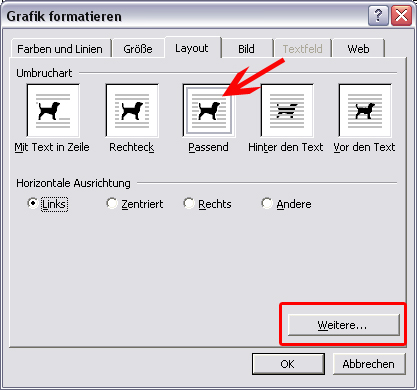 Grafik formatieren
Farben und Linien Größe Layout Bild Textfeld Web
Umbruchart
Mit Text in Zeile Rechteck Passend Hinter den Text Vor den Text
Horizontale Ausrichtung
Links Zentriert Rechts Andere
Weitere...
OK Abbrechen